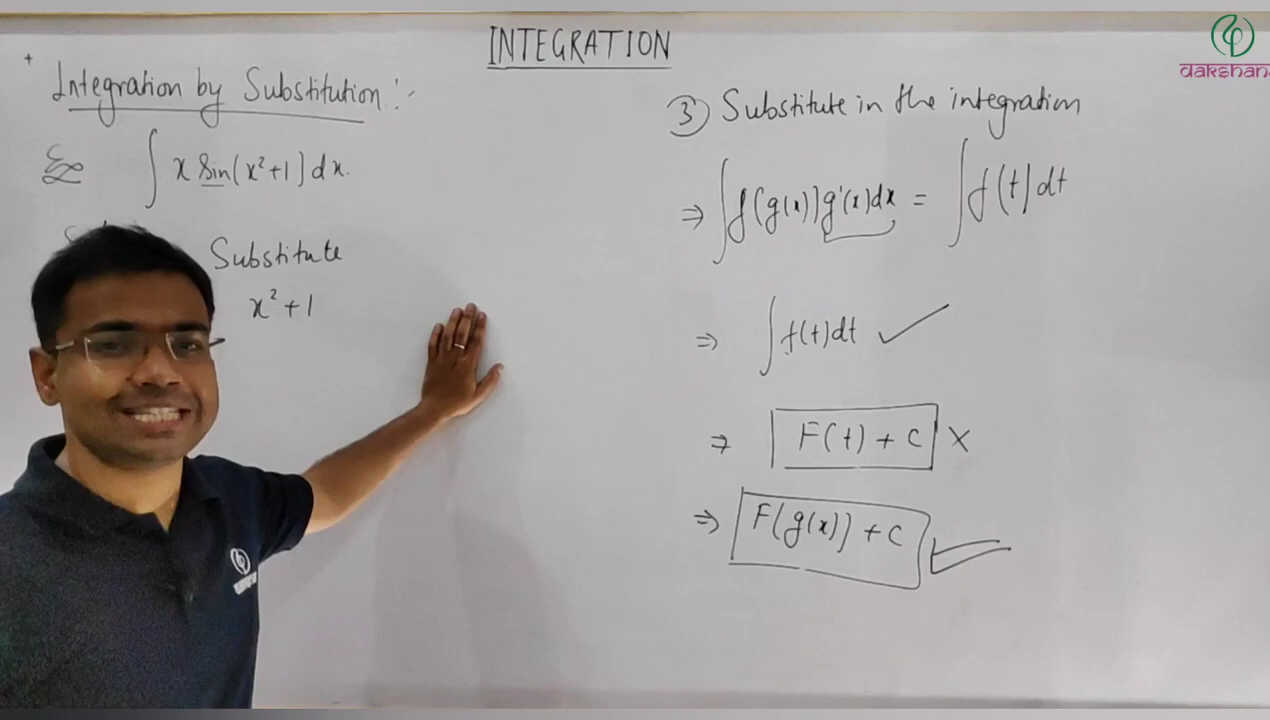 INTEGRATION
Integration by Substitution :-
Ex ∫ x Sin(x²+1) dx.
Substitute
x²+1
3) Substitute in the integration
⇒ ∫ f(g(x)) g'(x)dx = ∫ f(t) dt
⇒ ∫ f(t)dt ✓
⇒ F(t) + C ×
⇒ F(g(x)) + C ✓
dakshana